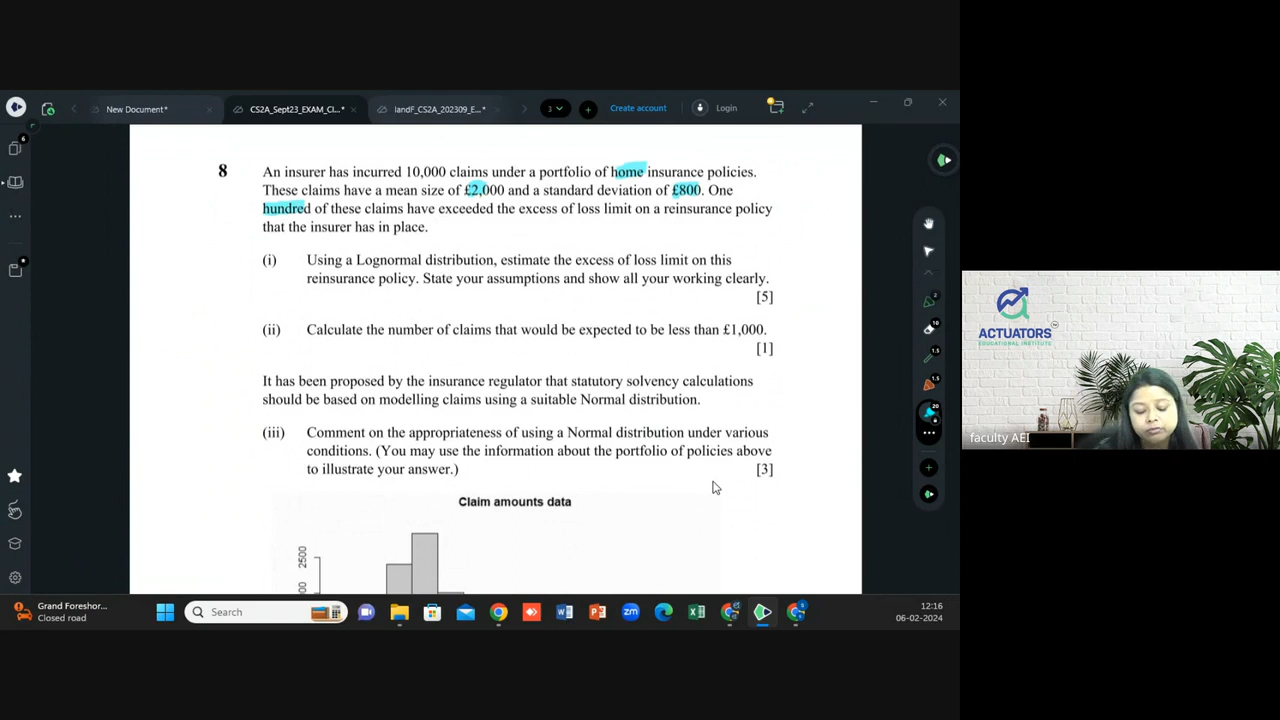 New Document*
CS2A_Sept23_EXAM_Cl...*
IandF_CS2A_202309_E...*
3
Create account
Login
8
An insurer has incurred 10,000 claims under a portfolio of home insurance policies.
These claims have a mean size of £2,000 and a standard deviation of £800. One
hundred of these claims have exceeded the excess of loss limit on a reinsurance policy
that the insurer has in place.
(i) Using a Lognormal distribution, estimate the excess of loss limit on this
reinsurance policy. State your assumptions and show all your working clearly.
[5]
(ii) Calculate the number of claims that would be expected to be less than £1,000.
[1]
It has been proposed by the insurance regulator that statutory solvency calculations
should be based on modelling claims using a suitable Normal distribution.
(iii) Comment on the appropriateness of using a Normal distribution under various
conditions. (You may use the information about the portfolio of policies above
to illustrate your answer.) [3]
Claim amounts data
2500
ACTUATORS
EDUCATIONAL INSTITUTE
faculty AEI
Grand Foreshor...
Closed road
Search
12:16
06-02-2024